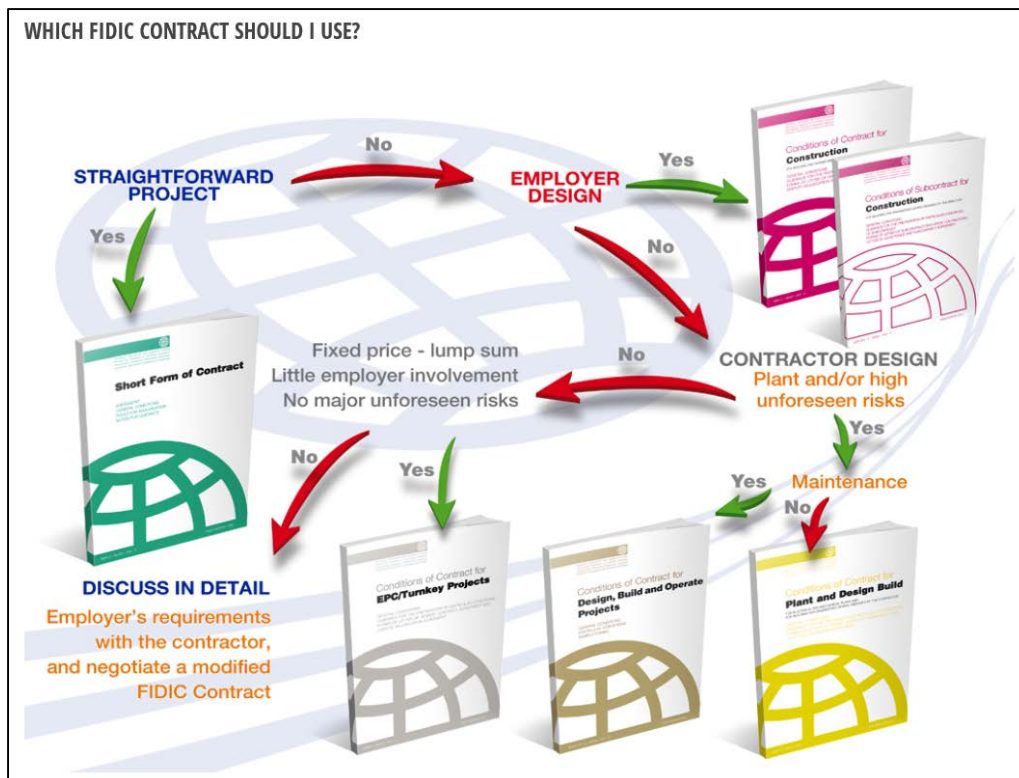 WHICH FIDIC CONTRACT SHOULD I USE?
STRAIGHTFORWARD
PROJECT
No
EMPLOYER
DESIGN
Yes
Conditions of Contract for
Construction
Conditions of Subcontract for
Construction
Yes
No
Short Form of Contract
Fixed price - lump sum
Little employer involvement
No major unforeseen risks
No
CONTRACTOR DESIGN
Plant and/or high
unforeseen risks
Yes
No
Yes
Yes
Maintenance
No
DISCUSS IN DETAIL
Employer's requirements
with the contractor,
and negotiate a modified
FIDIC Contract
Conditions of Contract for
EPC/Turnkey Projects
Conditions of Contract for
Design, Build and Operate
Projects
Conditions of Contract for
Plant and Design Build